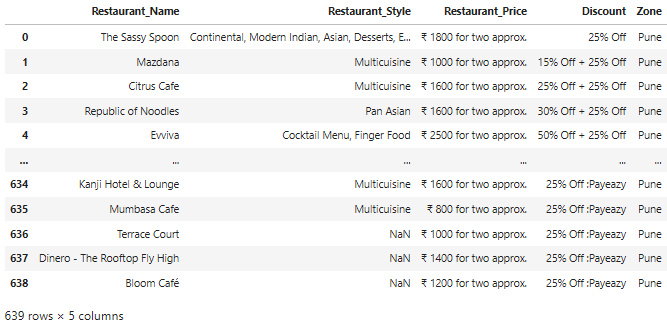 Restaurant_Name Restaurant_Style Restaurant_Price Discount Zone
0 The Sassy Spoon Continental, Modern Indian, Asian, Desserts, E... ₹ 1800 for two approx. 25% Off Pune
1 Mazdana Multicuisine ₹ 1000 for two approx. 15% Off + 25% Off Pune
2 Citrus Cafe Multicuisine ₹ 1600 for two approx. 25% Off + 25% Off Pune
3 Republic of Noodles Pan Asian ₹ 1600 for two approx. 30% Off + 25% Off Pune
4 Evviva Cocktail Menu, Finger Food ₹ 2500 for two approx. 50% Off + 25% Off Pune
... ... ... ... ... ...
634 Kanji Hotel & Lounge Multicuisine ₹ 1600 for two approx. 25% Off :Payeazy Pune
635 Mumbasa Cafe Multicuisine ₹ 800 for two approx. 25% Off :Payeazy Pune
636 Terrace Court NaN ₹ 1000 for two approx. 25% Off :Payeazy Pune
637 Dinero - The Rooftop Fly High NaN ₹ 1400 for two approx. 25% Off :Payeazy Pune
638 Bloom Café NaN ₹ 1200 for two approx. 25% Off :Payeazy Pune
639 rows × 5 columns